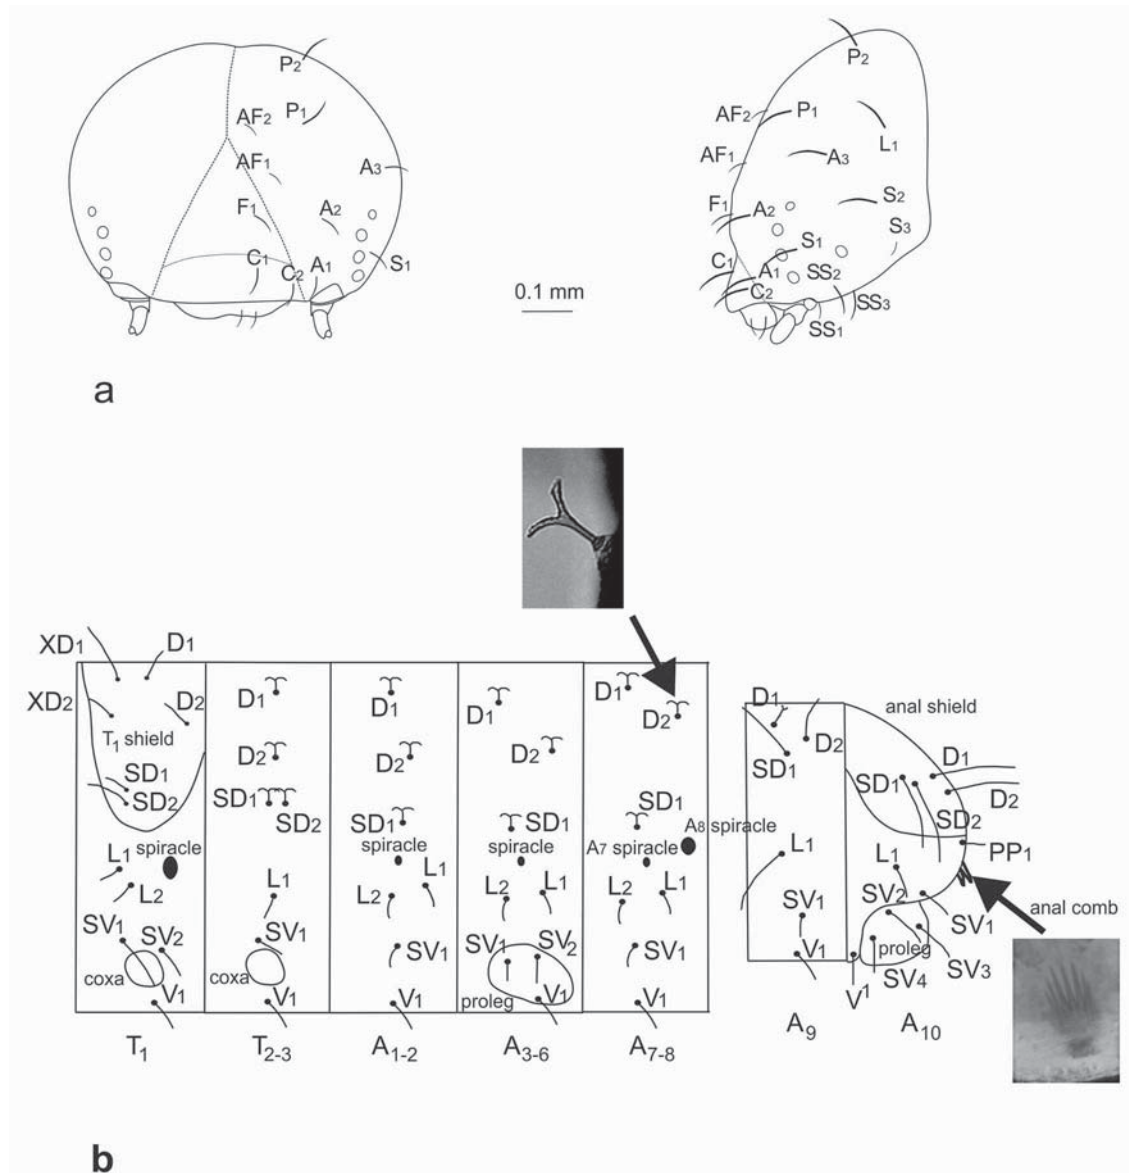 P2
P1
AF2
AF1
A3
F1
A2
C1
C2
A1
S1
0.1 mm
P2
AF2
P1
L1
AF1
A3
F1
A2
S2
S1
S3
C1
A1
SS2
C2
SS3
SS1
a
XD1
D1
XD2
D2
T1 shield
SD1
SD2
L1
spiracle
L2
SV1
SV2
coxa
V1
T1
D1
D2
SD1
SD2
L1
SV1
coxa
V1
T2-3
D1
D2
SD1
spiracle
L2
L1
SV1
V1
A1-2
D1
D2
SD1
spiracle
L2
L1
SV1
SV2
proleg
V1
A3-6
D1
D2
SD1
A8 spiracle
A7 spiracle
L2
L1
SV1
V1
A7-8
D1
D2
SD1
L1
SV1
V1
A9
anal shield
D1
SD1
D2
SD2
PP1
L1
SV2
SV1
anal comb
proleg
SV3
SV4
V1
A10
b